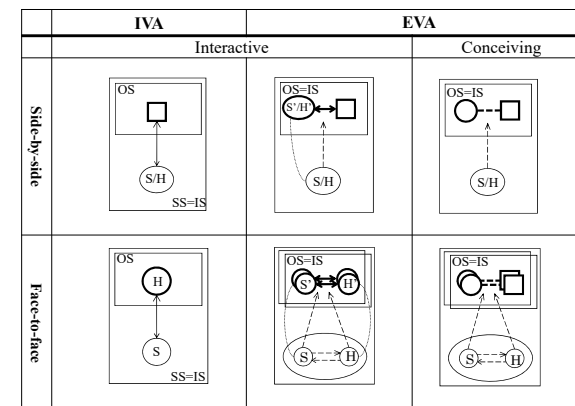 IVA EVA
Interactive Conceiving
Side-by-side
OS
S/H
SS=IS
OS=IS
S'/H'
S/H
OS=IS
S/H
Face-to-face
OS
H
S
SS=IS
OS=IS
S' H'
S H
OS=IS
S H